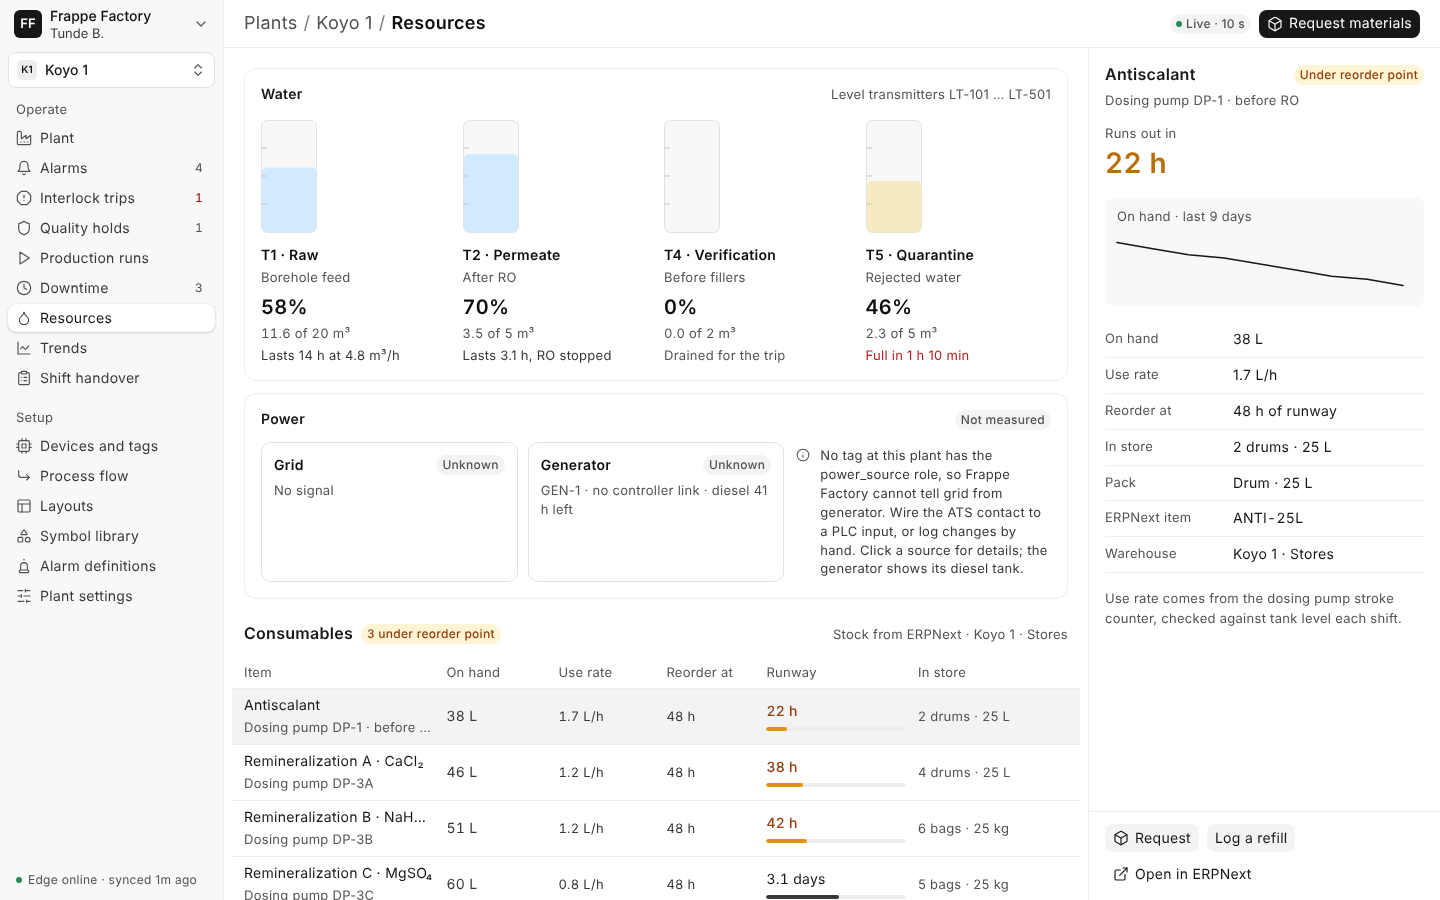 FF
Frappe Factory
Tunde B.
K1
Koyo 1
Operate
Plant
Alarms 4
Interlock trips 1
Quality holds 1
Production runs
Downtime 3
Resources
Trends
Shift handover
Setup
Devices and tags
Process flow
Layouts
Symbol library
Alarm definitions
Plant settings
Edge online · synced 1m ago
Plants / Koyo 1 / Resources
Live · 10 s
Request materials
Water
Level transmitters LT-101 … LT-501
T1 · Raw
Borehole feed
58%
11.6 of 20 m³
Lasts 14 h at 4.8 m³/h
T2 · Permeate
After RO
70%
3.5 of 5 m³
Lasts 3.1 h, RO stopped
T4 · Verification
Before fillers
0%
0.0 of 2 m³
Drained for the trip
T5 · Quarantine
Rejected water
46%
2.3 of 5 m³
Full in 1 h 10 min
Power
Not measured
Grid
Unknown
No signal
Generator
Unknown
GEN-1 · no controller link · diesel 41
h left
No tag at this plant has the
power_source role, so Frappe
Factory cannot tell grid from
generator. Wire the ATS contact to
a PLC input, or log changes by
hand. Click a source for details; the
generator shows its diesel tank.
Consumables
3 under reorder point
Stock from ERPNext · Koyo 1 · Stores
Item On hand Use rate Reorder at Runway In store
Antiscalant
Dosing pump DP-1 · before …
38 L 1.7 L/h 48 h 22 h 2 drums · 25 L
Remineralization A · CaCl₂
Dosing pump DP-3A
46 L 1.2 L/h 48 h 38 h 4 drums · 25 L
Remineralization B · NaH…
Dosing pump DP-3B
51 L 1.2 L/h 48 h 42 h 6 bags · 25 kg
Remineralization C · MgSO₄
Dosing pump DP-3C
60 L 0.8 L/h 48 h 3.1 days 5 bags · 25 kg
Antiscalant
Under reorder point
Dosing pump DP-1 · before RO
Runs out in
22 h
On hand · last 9 days
On hand 38 L
Use rate 1.7 L/h
Reorder at 48 h of runway
In store 2 drums · 25 L
Pack Drum · 25 L
ERPNext item ANTI-25L
Warehouse Koyo 1 · Stores
Use rate comes from the dosing pump stroke
counter, checked against tank level each shift.
Request
Log a refill
Open in ERPNext